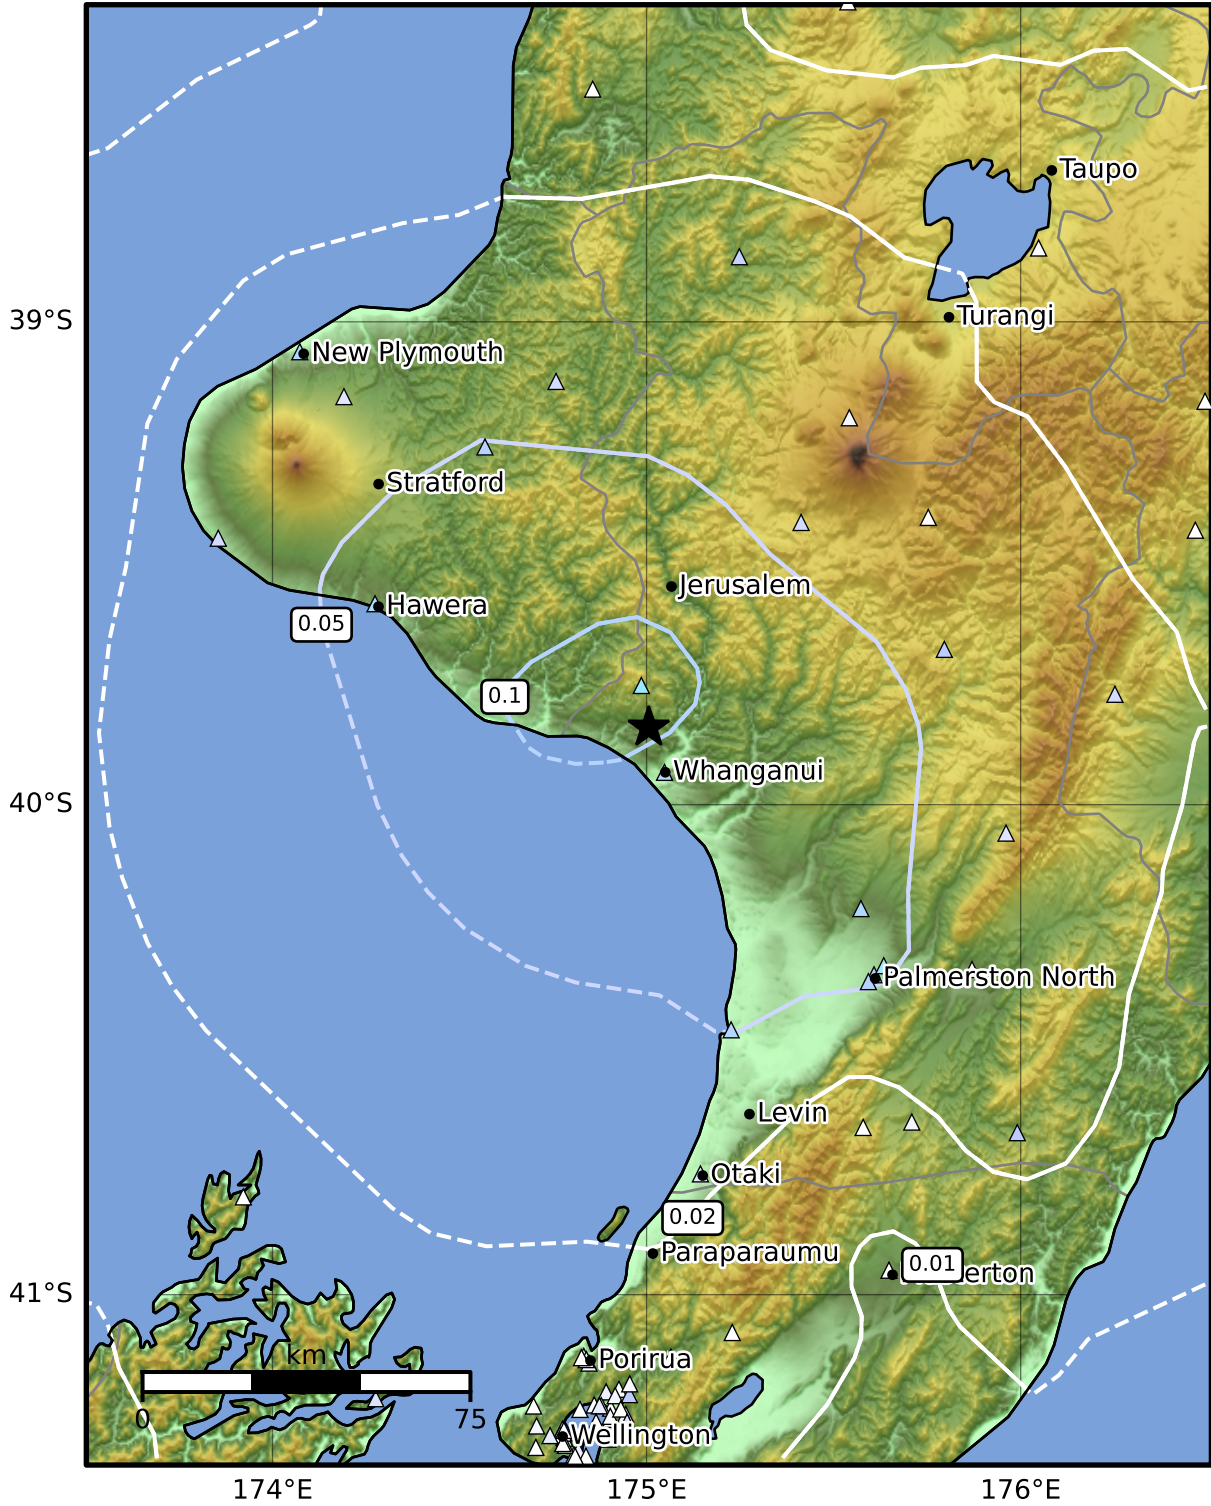 Taupo
39°S
Turangi
New Plymouth
Stratford
Jerusalem
Hawera
0.05
0.1
Whanganui
40°S
Palmerston North
Levin
Otaki
0.02
Paraparaumu
0.01
erton
41°S
km
Porirua
0
75
Wellington
174°E
175°E
176°E